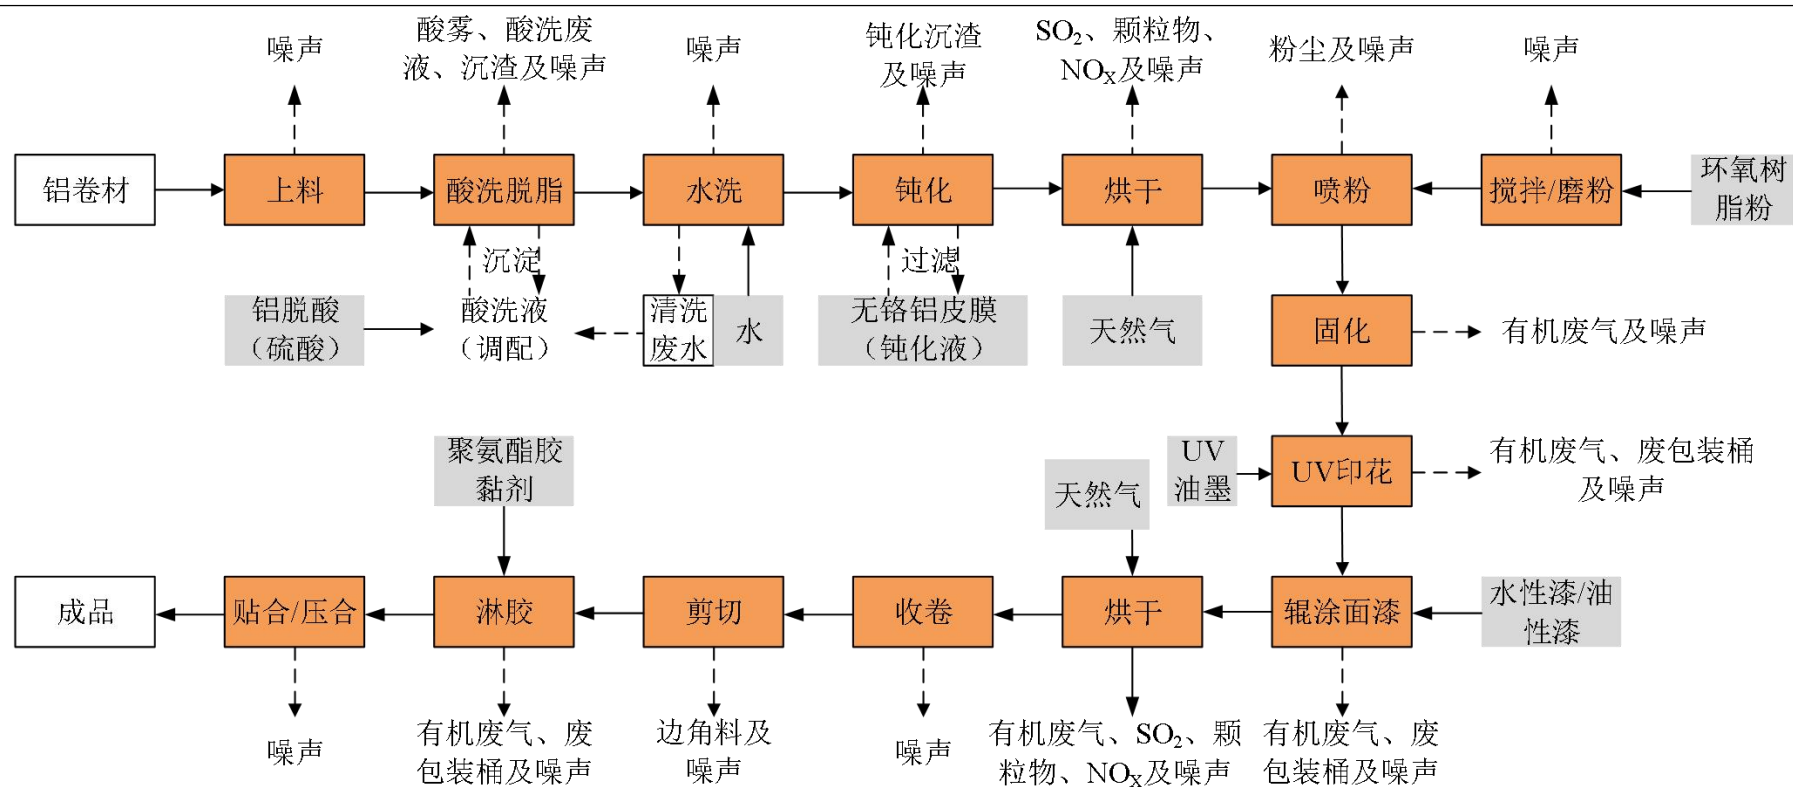 噪声
酸雾、酸洗废
液、沉渣及噪声
噪声
钝化沉渣
及噪声
SO₂、颗粒物、
NOX及噪声
粉尘及噪声
噪声
铝卷材
上料
酸洗脱脂
水洗
钝化
烘干
喷粉
搅拌/磨粉
环氧树
脂粉
沉淀
过滤
铝脱酸
（硫酸）
酸洗液
（调配）
清洗
废水
水
无铬铝皮膜
（钝化液）
天然气
固化
有机废气及噪声
聚氨酯胶
黏剂
天然气
UV
油墨
UV印花
有机废气、废包装桶
及噪声
成品
贴合/压合
淋胶
剪切
收卷
烘干
辊涂面漆
水性漆/油
性漆
噪声
有机废气、废
包装桶及噪声
边角料及
噪声
噪声
有机废气、SO₂、颗
粒物、NOX及噪声
有机废气、废
包装桶及噪声